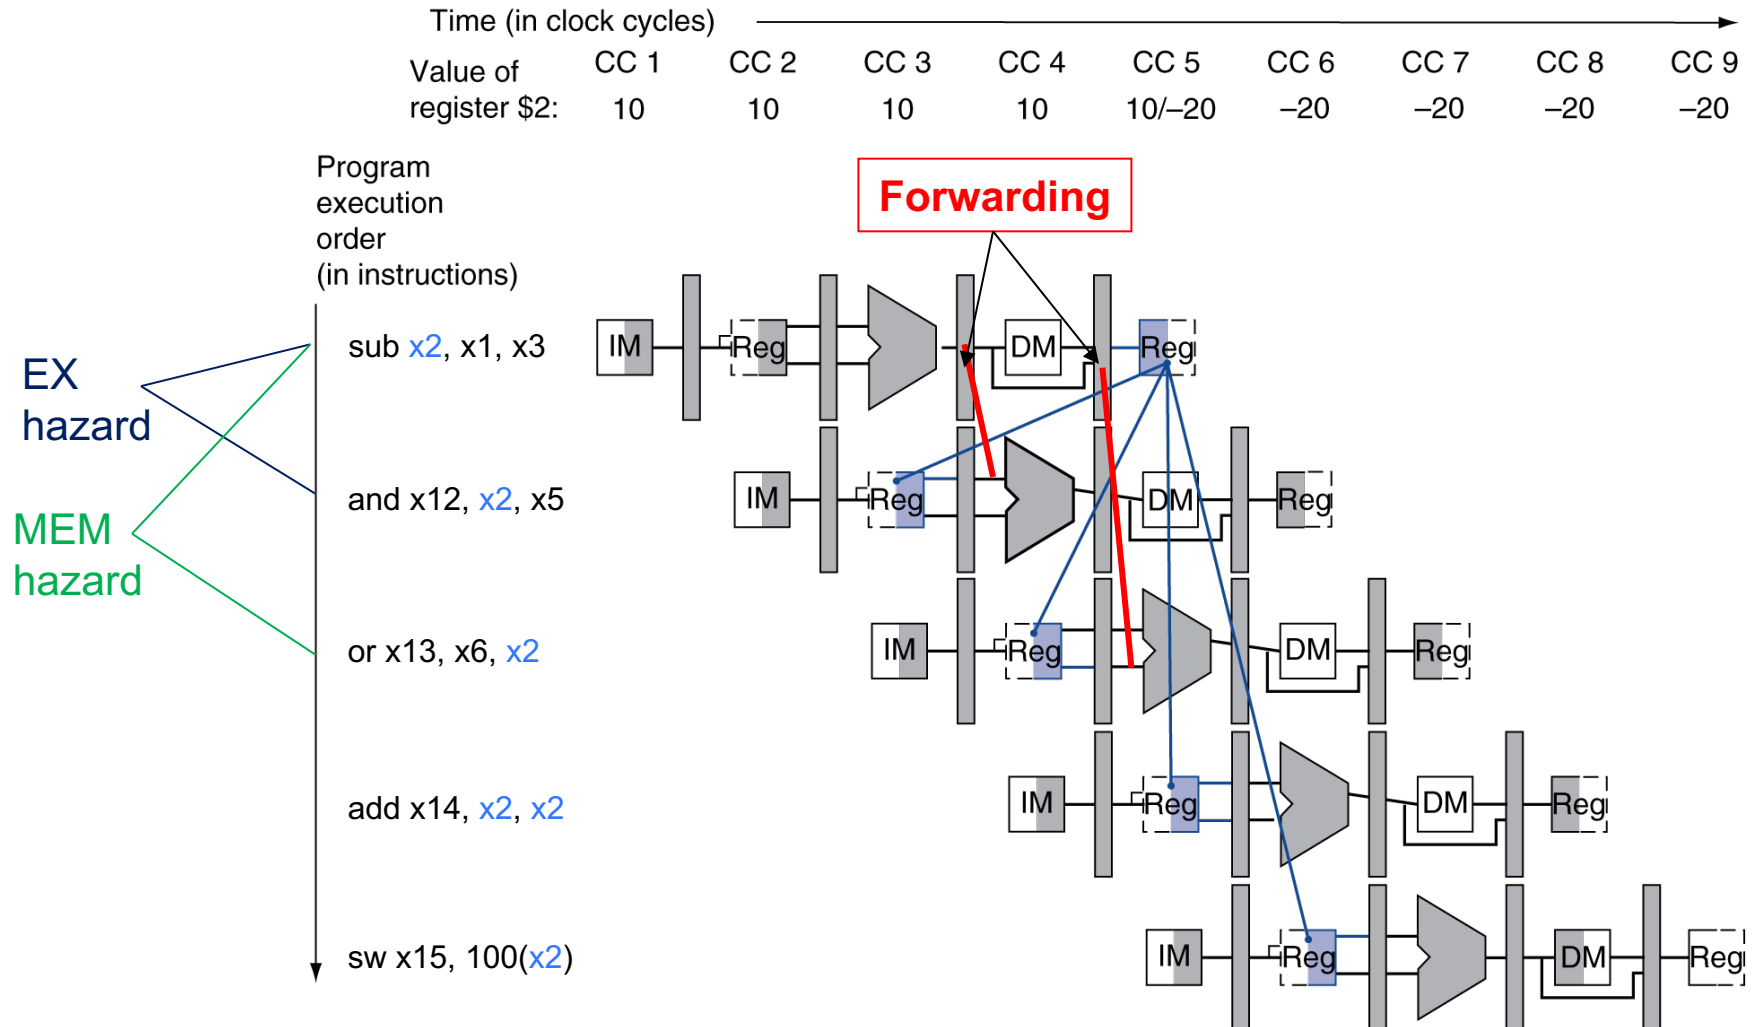 Time (in clock cycles)
CC 1 CC 2 CC 3 CC 4 CC 5 CC 6 CC 7 CC 8 CC 9
Value of
register $2: 10 10 10 10 10/–20 –20 –20 –20 –20
Program
execution
order
(in instructions)
Forwarding
EX
hazard
MEM
hazard
sub x2, x1, x3
IM Reg DM Reg
and x12, x2, x5
IM Reg DM Reg
or x13, x6, x2
IM Reg DM Reg
add x14, x2, x2
IM Reg DM Reg
sw x15, 100(x2)
IM Reg DM Reg